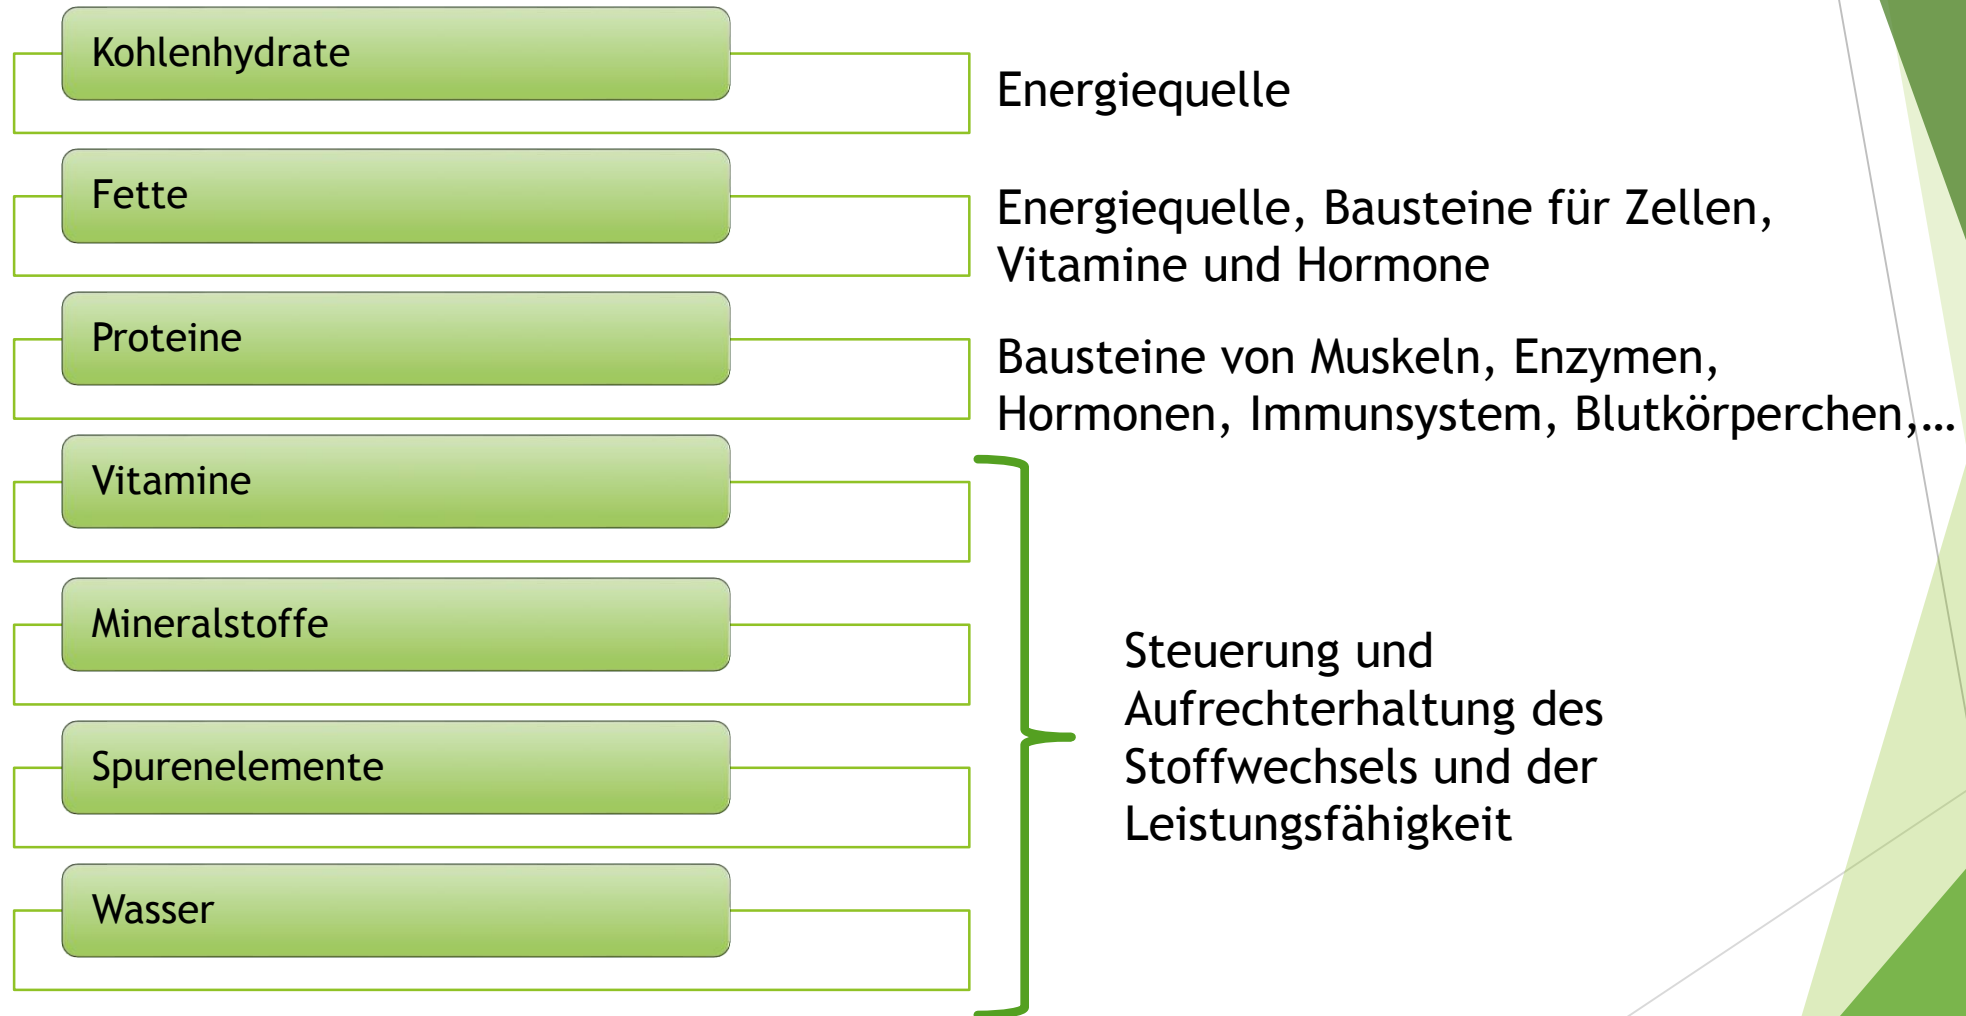 Kohlenhydrate
Energiequelle
Fette
Energiequelle, Bausteine für Zellen,
Vitamine und Hormone
Proteine
Bausteine von Muskeln, Enzymen,
Hormonen, Immunsystem, Blutkörperchen,…
Vitamine
Mineralstoffe
Spurenelemente
Wasser
Steuerung und
Aufrechterhaltung des
Stoffwechsels und der
Leistungsfähigkeit